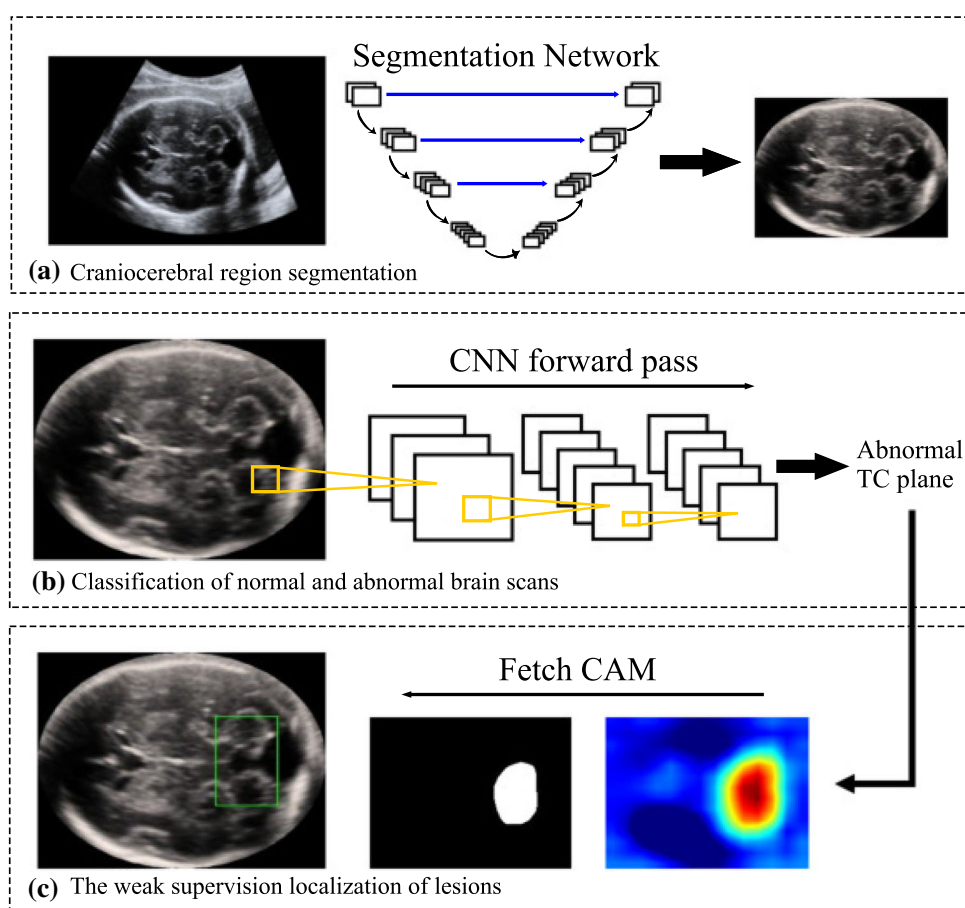 Segmentation Network
(a) Craniocerebral region segmentation
CNN forward pass
Abnormal
TC plane
(b) Classification of normal and abnormal brain scans
Fetch CAM
(c) The weak supervision localization of lesions